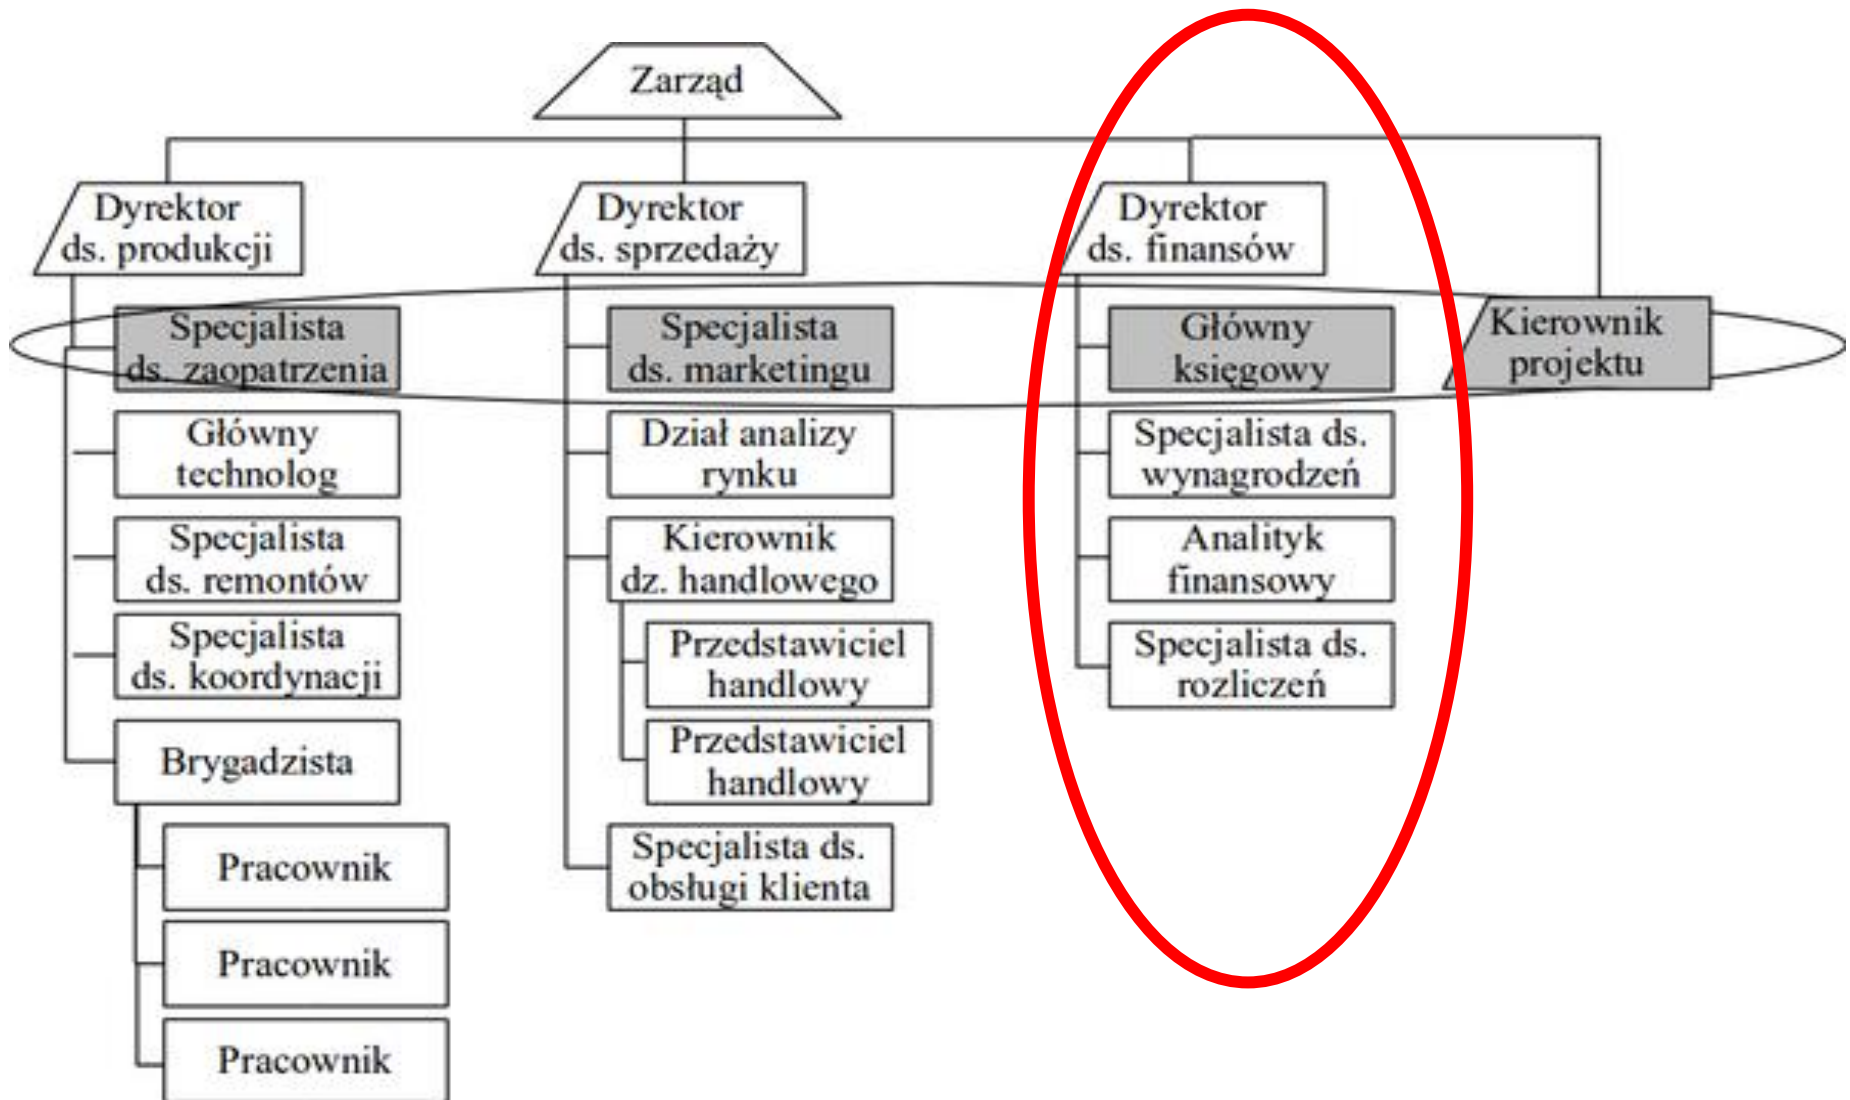 Zarząd
Dyrektor
ds. produkcji
Specjalista
ds. zaopatrzenia
Główny
technolog
Specjalista
ds. remontów
Specjalista
ds. koordynacji
Brygadzista
Pracownik
Pracownik
Pracownik
Dyrektor
ds. sprzedaży
Specjalista
ds. marketingu
Dział analizy
rynku
Kierownik
dz. handlowego
Przedstawiciel
handlowy
Przedstawiciel
handlowy
Specjalista ds.
obsługi klienta
Dyrektor
ds. finansów
Główny
księgowy
Specjalista ds.
wynagrodzeń
Analityk
finansowy
Specjalista ds.
rozliczeń
Kierownik
projektu